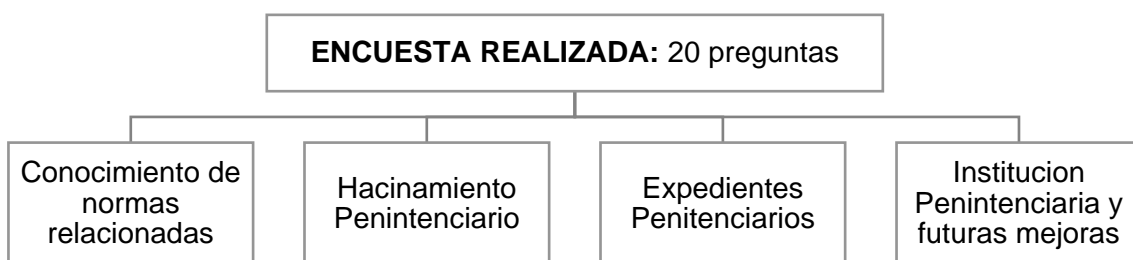 ENCUESTA REALIZADA: 20 preguntas
Conocimiento de
normas
relacionadas
Hacinamiento
Penintenciario
Expedientes
Penitenciarios
Institucion
Penintenciaria y
futuras mejoras